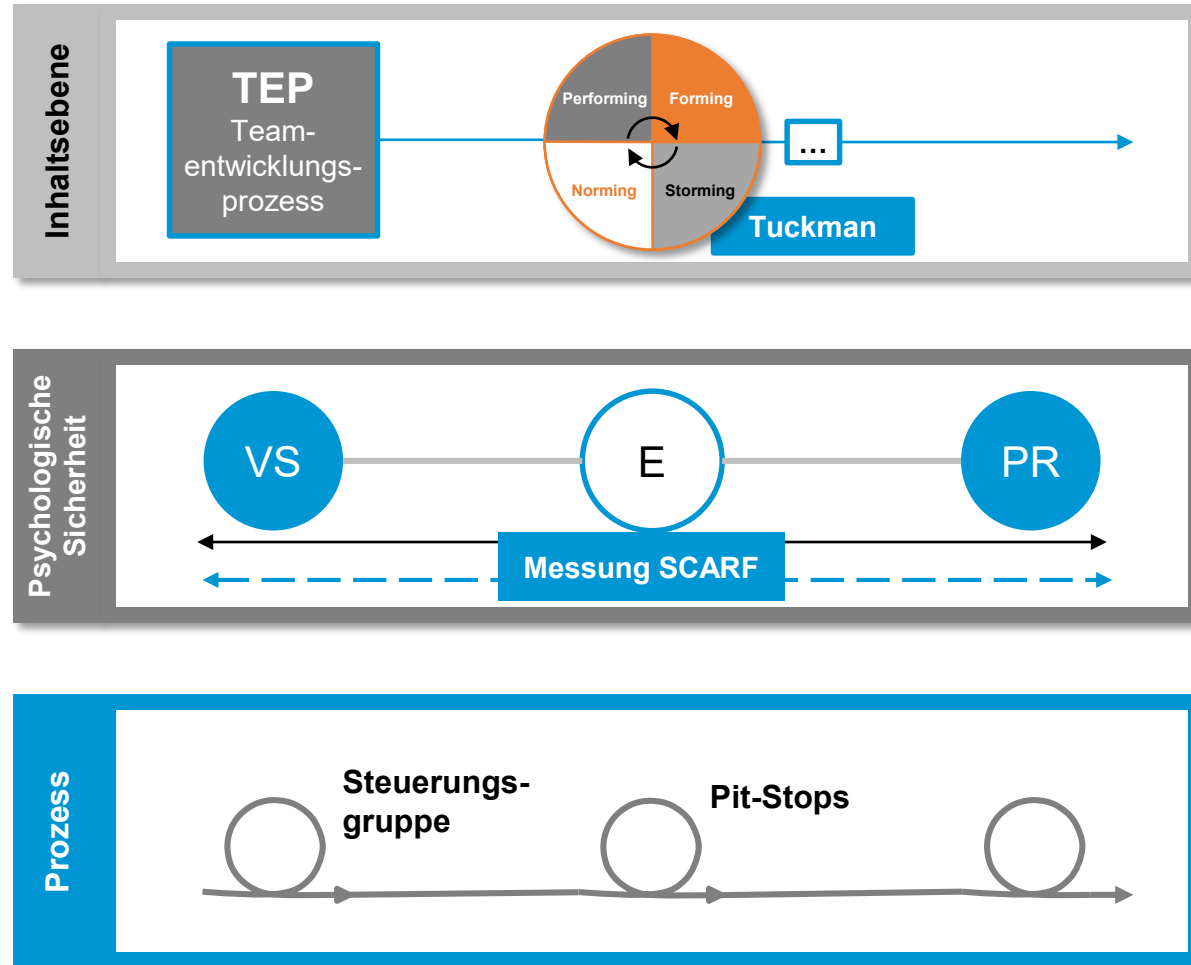 Inhaltsebene
TEP
Team-
entwicklungs-
prozess
Performing
Forming
Norming
Storming
...
Tuckman
Psychologische
Sicherheit
VS
E
PR
Messung SCARF
Prozess
Steuerungs-
gruppe
Pit-Stops